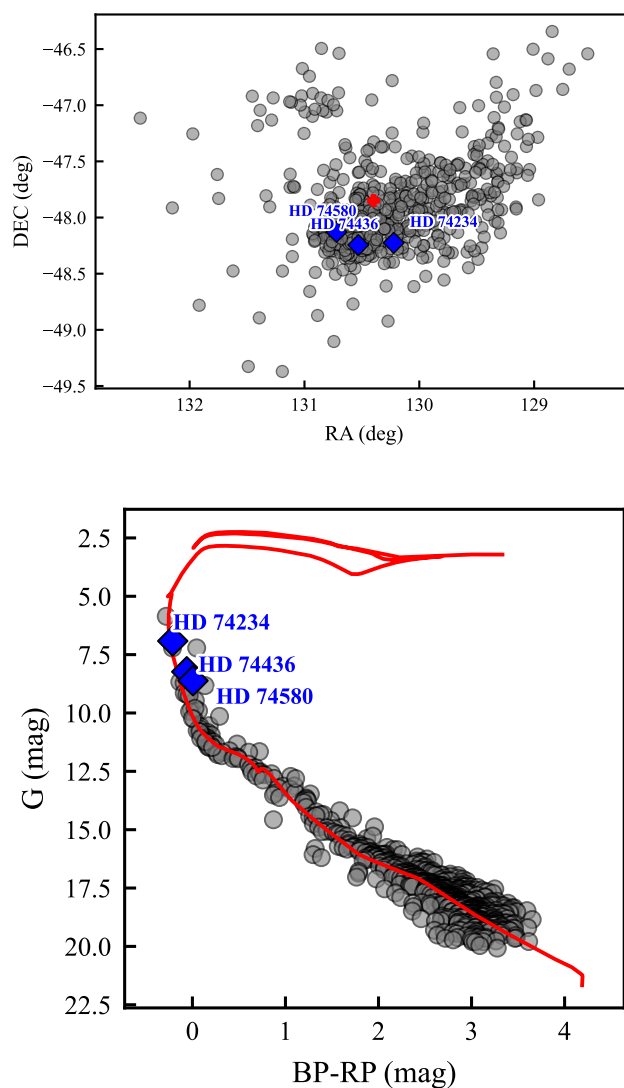 −46.5
−47.0
−47.5
−48.0
−48.5
−49.0
−49.5
DEC (deg)
HD 74580
HD 74436
HD 74234
132
131
130
129
RA (deg)
2.5
5.0
7.5
10.0
12.5
15.0
17.5
20.0
22.5
G (mag)
HD 74234
HD 74436
HD 74580
0
1
2
3
4
BP-RP (mag)